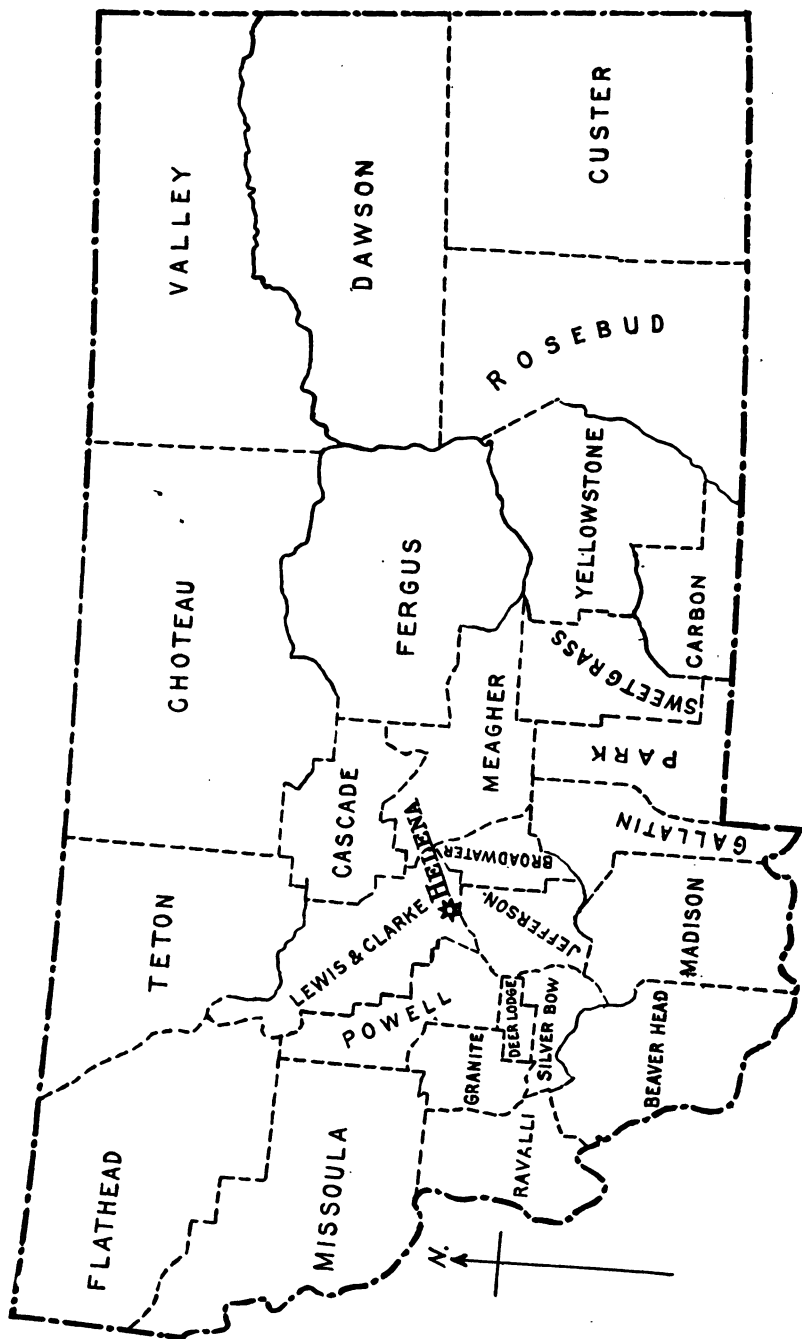 FLATHEAD
TETON
CHOTEAU
VALLEY
DAWSON
MISSOULA
POWELL
LEWIS & CLARKE
CASCADE
FERGUS
HELENA
MEAGHER
BROADWATER
JEFFERSON
GRANITE
DEER LODGE
SILVER BOW
RAVALLI
BEAVER HEAD
MADISON
GALLATIN
PARK
SWEETGRASS
YELLOWSTONE
CARBON
ROSEBUD
CUSTER
N.